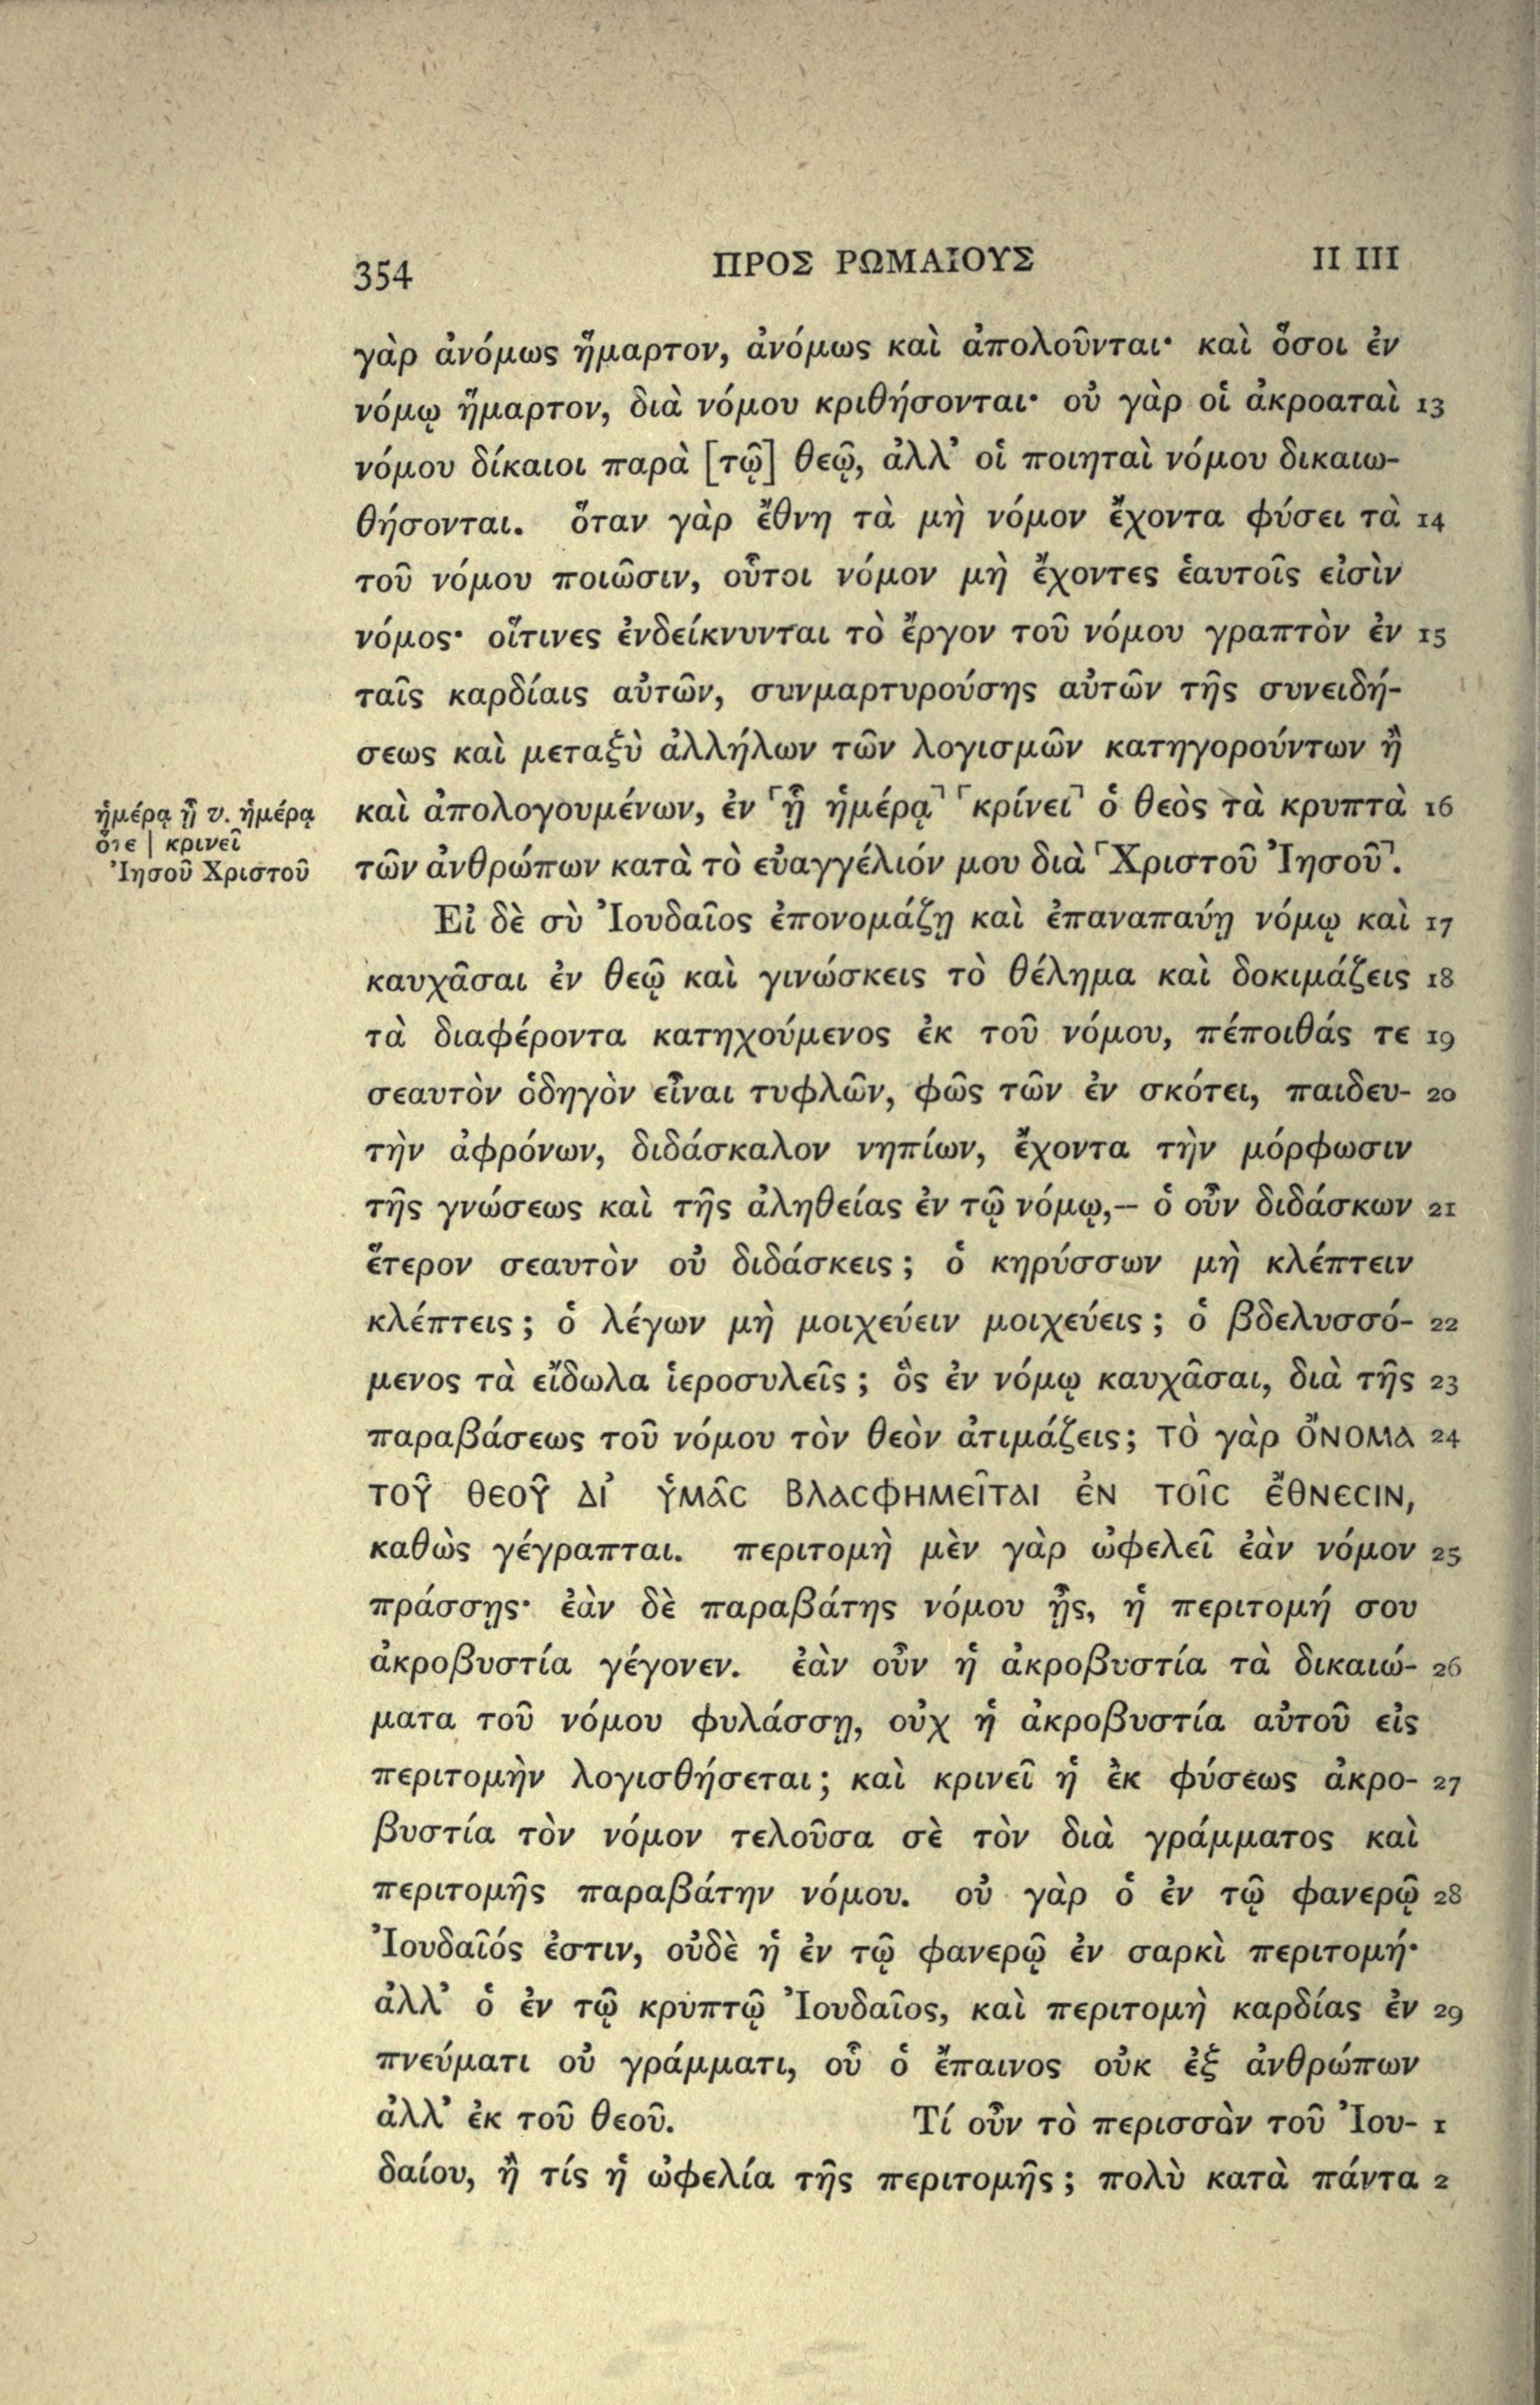 354 ΠΡΟΣ ΡΩΜΑΙΟΥΣ II III
γὰρ ἀνόμως ἥμαρτον, ἀνόμως καὶ ἀπολοῦνται· καὶ ὅσοι ἐν
νόμῳ ἥμαρτον, διὰ νόμου κριθήσονται· οὐ γὰρ οἱ ἀκροαταὶ 13
νόμου δίκαιοι παρὰ [τῷ] θεῷ, ἀλλ’ οἱ ποιηταὶ νόμου δικαιω-
θήσονται. ὅταν γὰρ ἔθνη τὰ μὴ νόμον ἔχοντα φύσει τὰ 14
τοῦ νόμου ποιῶσιν, οὗτοι νόμον μὴ ἔχοντες ἑαυτοῖς εἰσὶν
νόμος· οἵτινες ἐνδείκνυνται τὸ ἔργον τοῦ νόμου γραπτὸν ἐν 15
ταῖς καρδίαις αὐτῶν, συνμαρτυρούσης αὐτῶν τῆς συνειδή-
σεως καὶ μεταξὺ ἀλλήλων τῶν λογισμῶν κατηγορούντων ἢ
καὶ ἀπολογουμένων, ἐν ⸀ᾗ ἡμέρᾳ⸣ ⸀κρίνει⸣ ὁ θεὸς τὰ κρυπτὰ 16
τῶν ἀνθρώπων κατὰ τὸ εὐαγγέλιόν μου διὰ ⸀Χριστοῦ Ἰησοῦ⸣.
ἡμέρᾳ ᾗ v. ἡμέρᾳ
ὅτε | κρινεῖ
Ἰησοῦ Χριστοῦ
Εἰ δὲ σὺ Ἰουδαῖος ἐπονομάζῃ καὶ ἐπαναπαύῃ νόμῳ καὶ 17
καυχᾶσαι ἐν θεῷ καὶ γινώσκεις τὸ θέλημα καὶ δοκιμάζεις 18
τὰ διαφέροντα κατηχούμενος ἐκ τοῦ νόμου, πέποιθάς τε 19
σεαυτὸν ὁδηγὸν εἶναι τυφλῶν, φῶς τῶν ἐν σκότει, παιδευ- 20
τὴν ἀφρόνων, διδάσκαλον νηπίων, ἔχοντα τὴν μόρφωσιν
τῆς γνώσεως καὶ τῆς ἀληθείας ἐν τῷ νόμῳ,— ὁ οὖν διδάσκων 21
ἕτερον σεαυτὸν οὐ διδάσκεις; ὁ κηρύσσων μὴ κλέπτειν
κλέπτεις; ὁ λέγων μὴ μοιχεύειν μοιχεύεις; ὁ βδελυσσό- 22
μενος τὰ εἴδωλα ἱεροσυλεῖς; ὃς ἐν νόμῳ καυχᾶσαι, διὰ τῆς 23
παραβάσεως τοῦ νόμου τὸν θεὸν ἀτιμάζεις; ΤῸ γὰρ ὌΝΟΜΑ 24
ΤΟΥ͂ ΘΕΟΥ͂ ΔΙ’ ὙΜΑ͂Ϲ ΒΛΑϹΦΗΜΕΙ͂ΤΑΙ ἘΝ ΤΟΙ͂Ϲ ἜΘΝΕϹΙΝ,
καθὼς γέγραπται. περιτομὴ μὲν γὰρ ὠφελεῖ ἐὰν νόμον 25
πράσσῃς· ἐὰν δὲ παραβάτης νόμου ᾖς, ἡ περιτομή σου
ἀκροβυστία γέγονεν. ἐὰν οὖν ἡ ἀκροβυστία τὰ δικαιώ- 26
ματα τοῦ νόμου φυλάσσῃ, οὐχ ἡ ἀκροβυστία αὐτοῦ εἰς
περιτομὴν λογισθήσεται; καὶ κρινεῖ ἡ ἐκ φύσεως ἀκρο- 27
βυστία τὸν νόμον τελοῦσα σὲ τὸν διὰ γράμματος καὶ
περιτομῆς παραβάτην νόμου. οὐ γὰρ ὁ ἐν τῷ φανερῷ 28
Ἰουδαῖός ἐστιν, οὐδὲ ἡ ἐν τῷ φανερῷ ἐν σαρκὶ περιτομή·
ἀλλ’ ὁ ἐν τῷ κρυπτῷ Ἰουδαῖος, καὶ περιτομὴ καρδίας ἐν 29
πνεύματι οὐ γράμματι, οὗ ὁ ἔπαινος οὐκ ἐξ ἀνθρώπων
ἀλλ’ ἐκ τοῦ θεοῦ. Τί οὖν τὸ περισσὸν τοῦ Ἰου- 1
δαίου, ἢ τίς ἡ ὠφελία τῆς περιτομῆς; πολὺ κατὰ πάντα 2